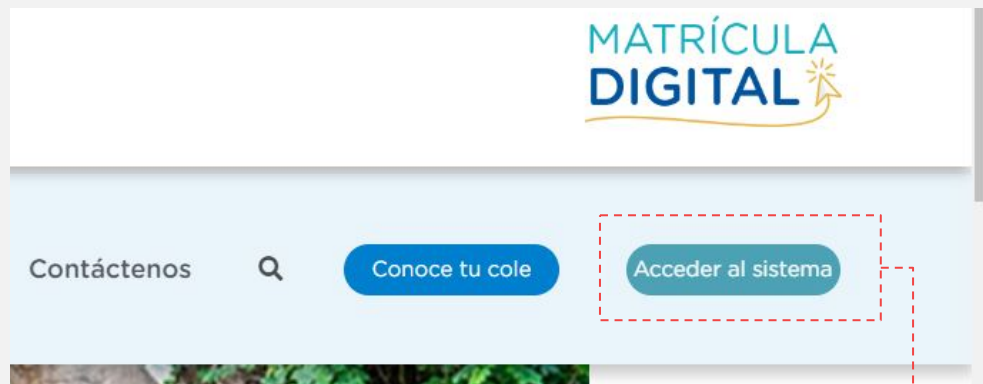 MATRÍCULA
DIGITAL
Contáctenos
Conoce tu cole
Acceder al sistema